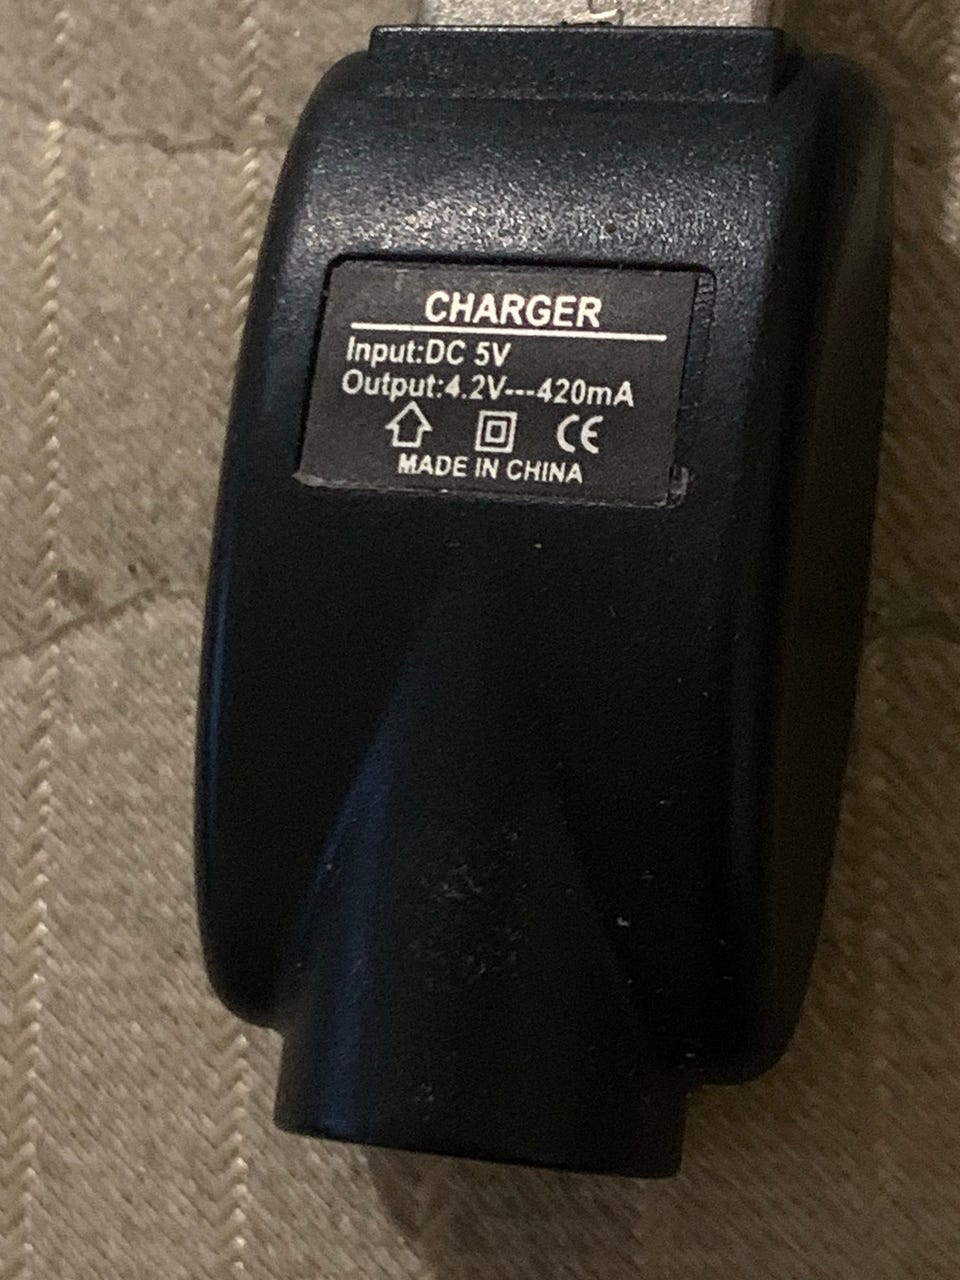 CHARGER
Input:DC 5V
Output:4.2V---420mA
CE
MADE IN CHINA